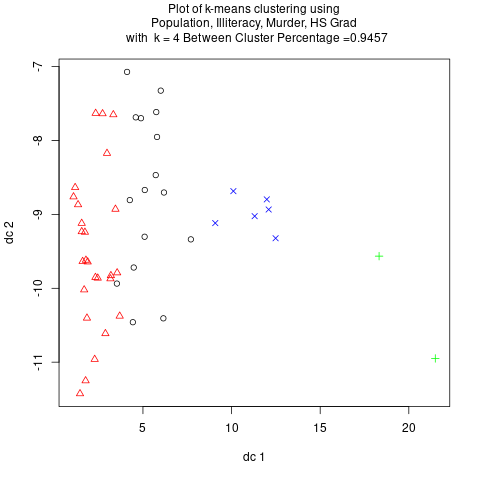 Plot of k-means clustering using
Population, Illiteracy, Murder, HS Grad
with k = 4 Between Cluster Percentage =0.9457
-7
-8
-9
-10
-11
dc 2
5 10 15 20
dc 1